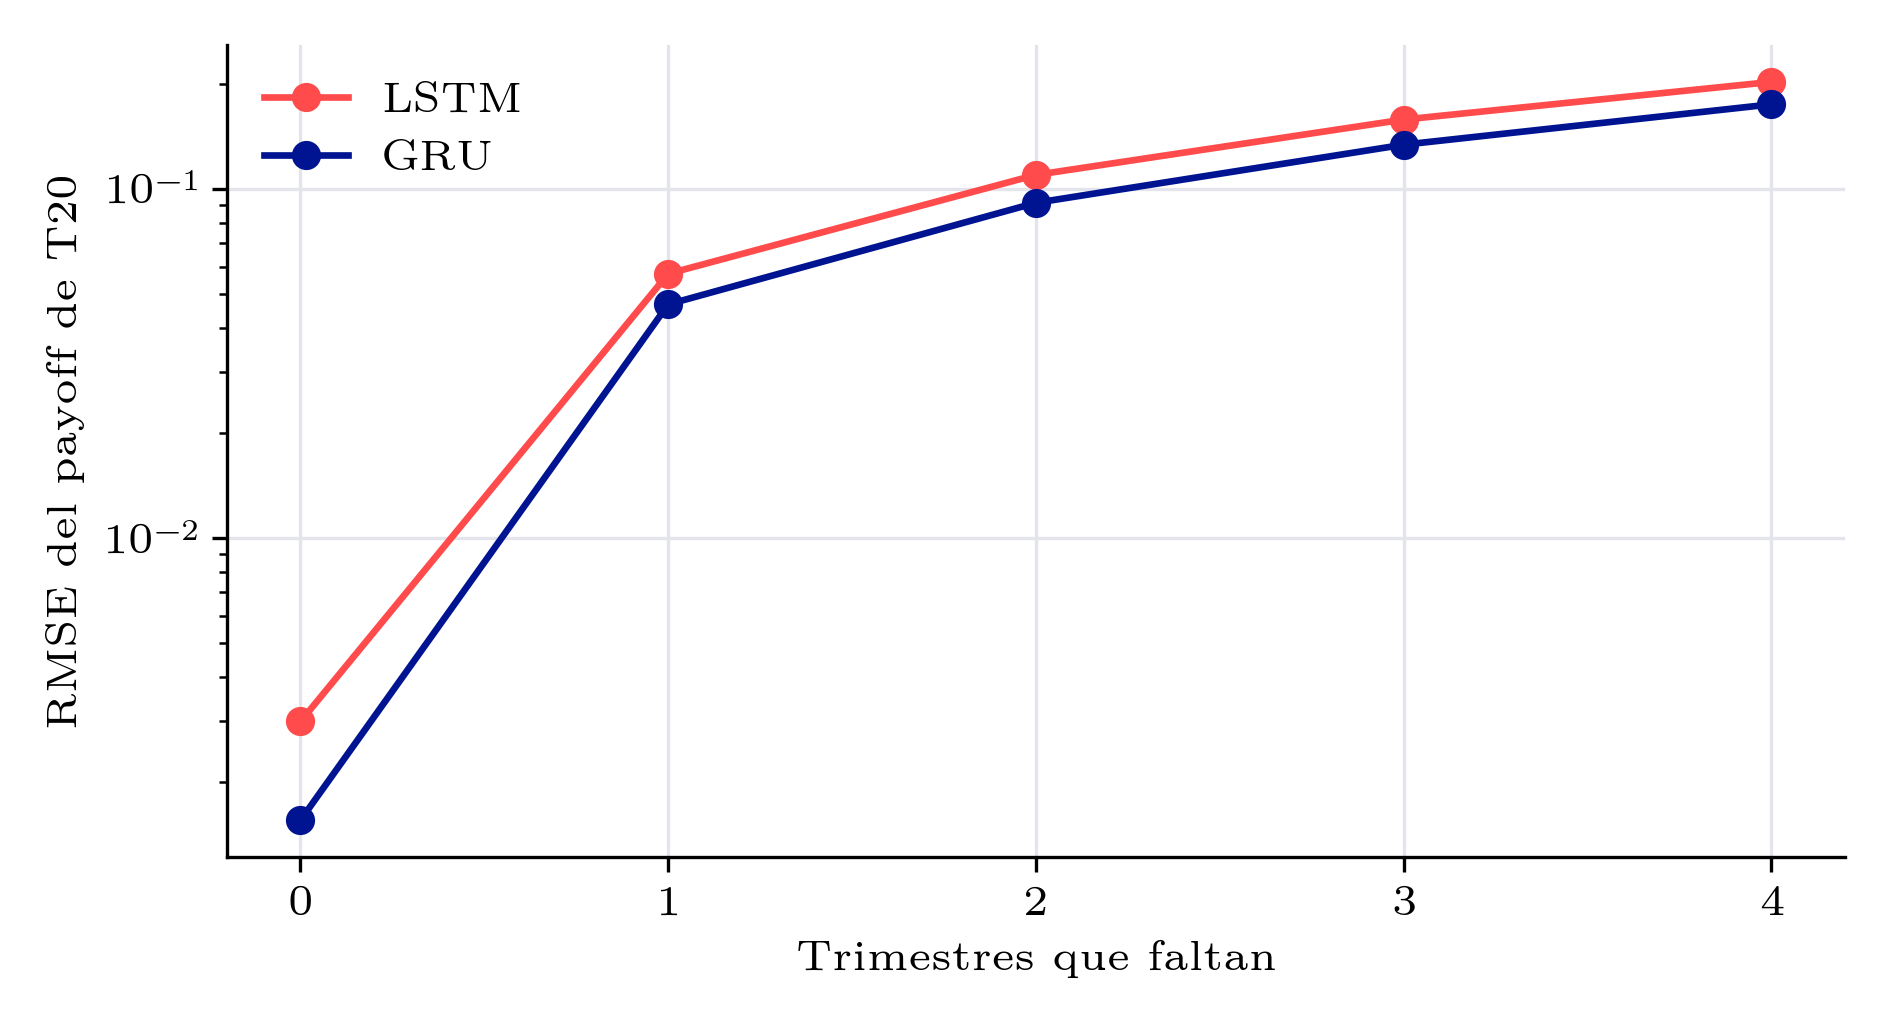 LSTM
GRU
RMSE del payoff de T20
10⁻¹
10⁻²
0 1 2 3 4
Trimestres que faltan